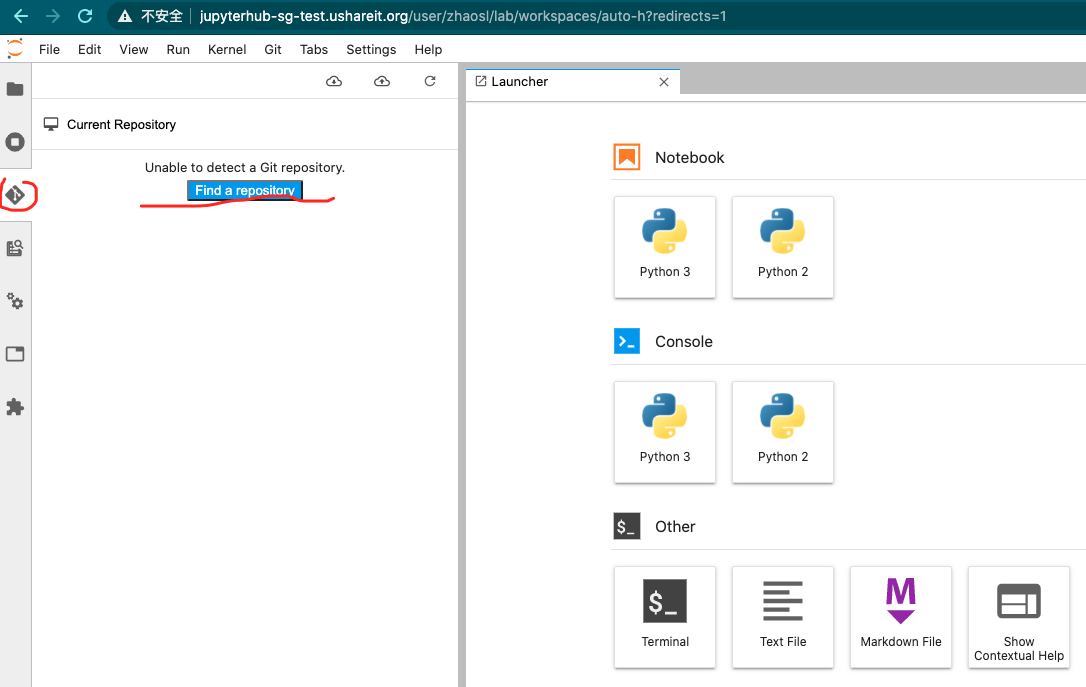 不安全 jupyterhub-sg-test.ushareit.org/user/zhaosl/lab/workspaces/auto-h?redirects=1
File Edit View Run Kernel Git Tabs Settings Help
Launcher
Current Repository
Unable to detect a Git repository.
Find a repository
Notebook
Python 3 Python 2
Console
Python 3 Python 2
$_ Other
$_ M
Terminal Text File Markdown File Show
Contextual Help